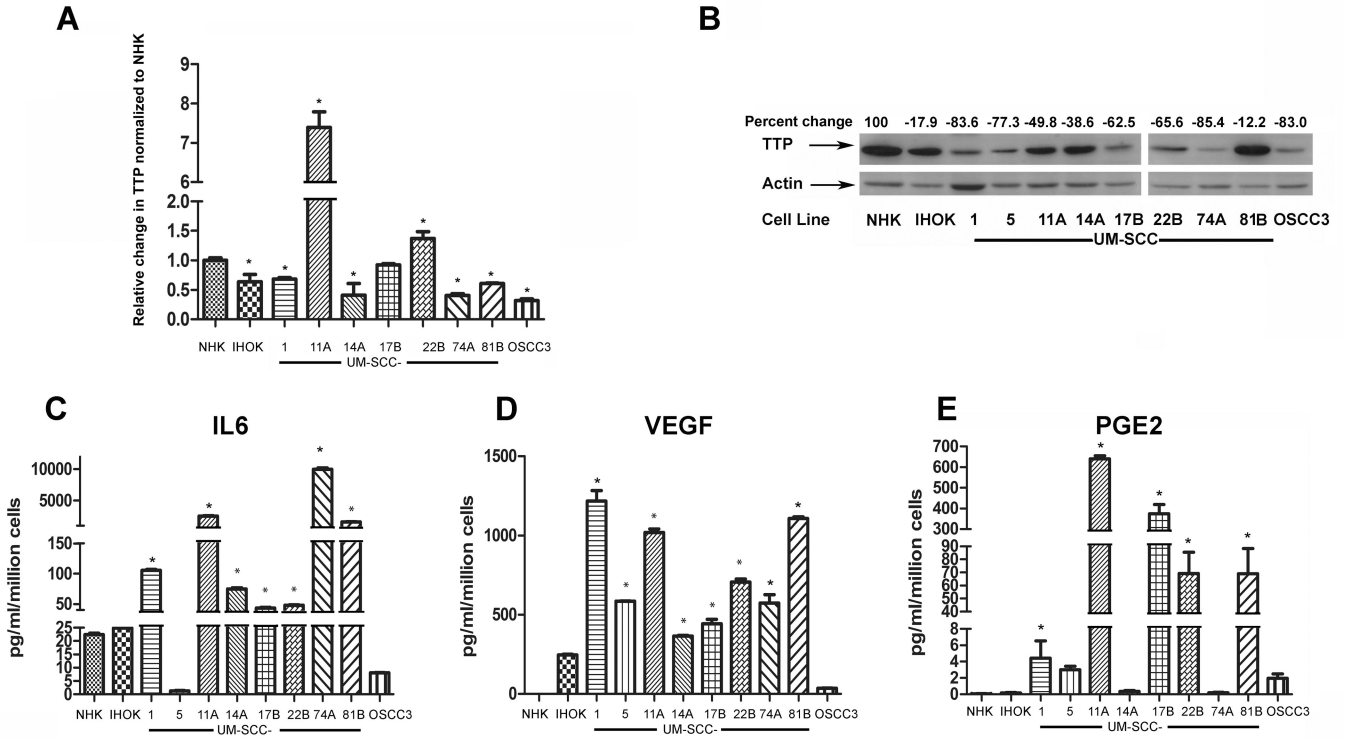 A
Relative change in TTP normalized to NHK
9
8
7
6
2.0
1.5
1.0
0.5
0.0
*
* * * * * * *
NHK IHOK 1 11A 14A 17B 22B 74A 81B OSCC3
UM-SCC-
B
Percent change 100 -17.9 -83.6 -77.3 -49.8 -38.6 -62.5 -65.6 -85.4 -12.2 -83.0
TTP
Actin
Cell Line NHK IHOK 1 5 11A 14A 17B 22B 74A 81B OSCC3
UM-SCC
C
IL6
pg/ml/million cells
10000
5000
150
100
50
25
20
15
10
5
0
* * * * * * *
NHK IHOK 1 5 11A 14A 17B 22B 74A 81B OSCC3
UM-SCC-
D
VEGF
pg/ml/million cells
1500
1000
500
0
* * * * * * * *
NHK IHOK 1 5 11A 14A 17B 22B 74A 81B OSCC3
UM-SCC-
E
PGE2
pg/ml/million cells
700
600
500
400
300
90
80
70
60
50
40
8
6
4
2
0
* * * * *
NHK IHOK 1 5 11A 14A 17B 22B 74A 81B OSCC3
UM-SCC-